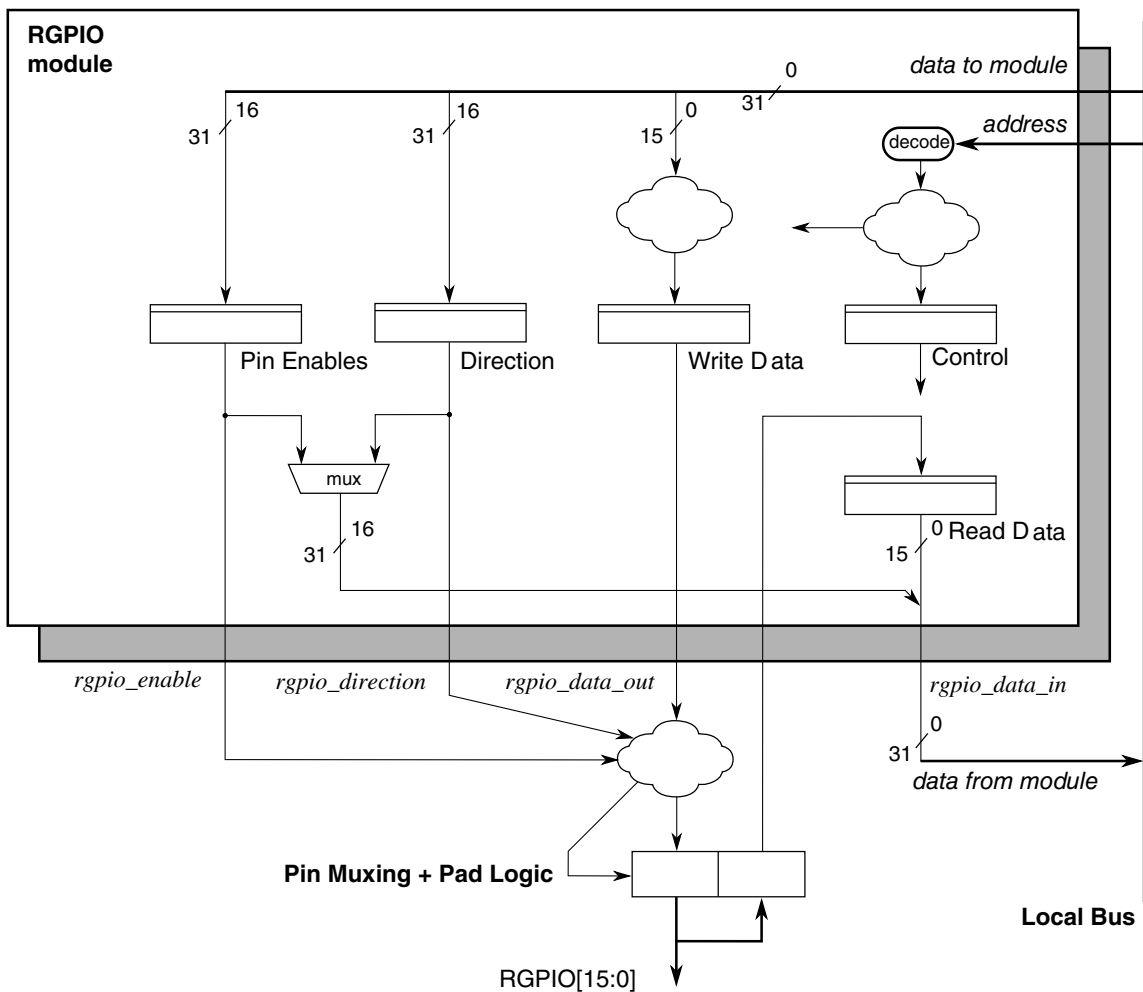 RGPIO
module
data to module
0
31
16
31
16
31
0
15
address
decode
Pin Enables
Direction
Write Data
Control
mux
16
31
0
15
Read Data
rgpio_enable
rgpio_direction
rgpio_data_out
rgpio_data_in
0
31
data from module
Pin Muxing + Pad Logic
Local Bus
RGPIO[15:0]